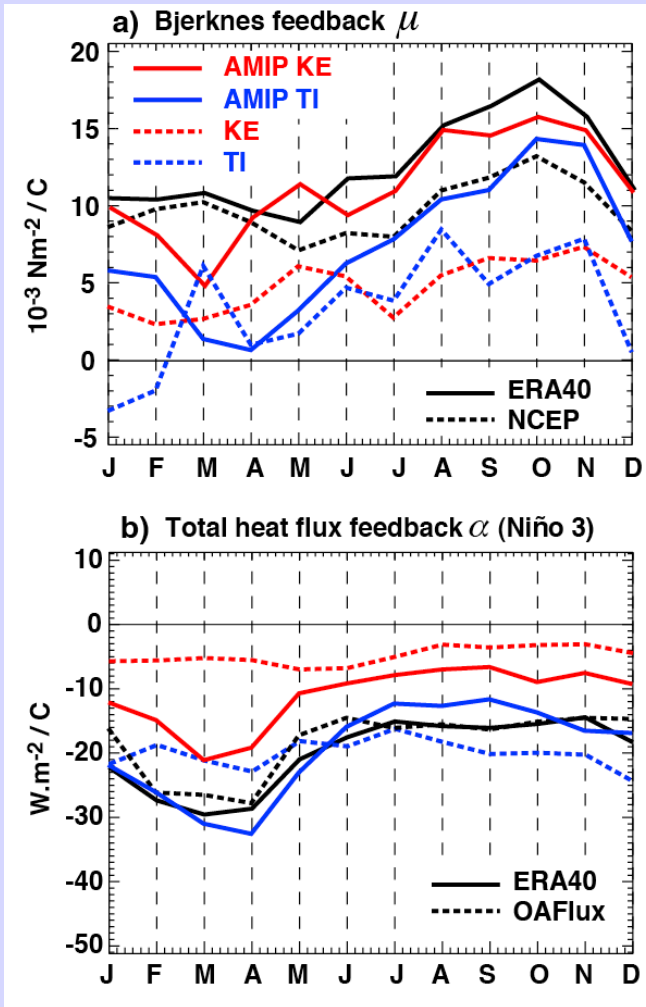 a) Bjerknes feedback μ
20
15
10
5
0
-5
10⁻³ Nm⁻² / C
AMIP KE
AMIP TI
KE
TI
ERA40
NCEP
J F M A M J J A S O N D
b) Total heat flux feedback α (Niño 3)
10
0
-10
-20
-30
-40
-50
W.m⁻² / C
ERA40
OAFlux
J F M A M J J A S O N D